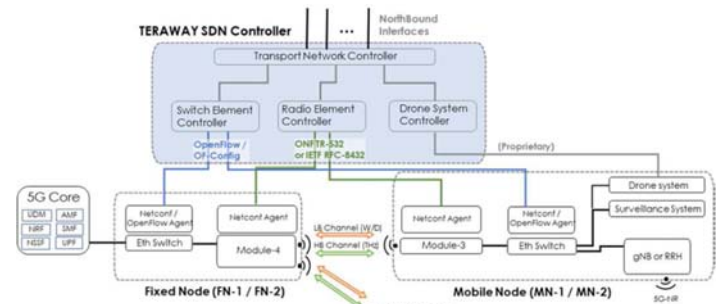 TERAWAY SDN Controller
NorthBound
Interfaces
...
Transport Network Controller
Switch Element
Controller
Radio Element
Controller
Drone System
Controller
OpenFlow /
OF-Config
ONF TR-532
or IETF RFC-8432
(Proprietary)
5G Core
UDM
AMF
NRF
SMF
NSSF
UPF
Netconf /
OpenFlow Agent
Netconf Agent
Eth Switch
Module-4
LB Channel (W/D)
HB Channel (THz)
Netconf Agent
Netconf /
OpenFlow Agent
Module-3
Eth Switch
Drone system
Surveillance System
gNB or RRH
Fixed Node (FN-1 / FN-2)
Mobile Node (MN-1 / MN-2)
5G-NR